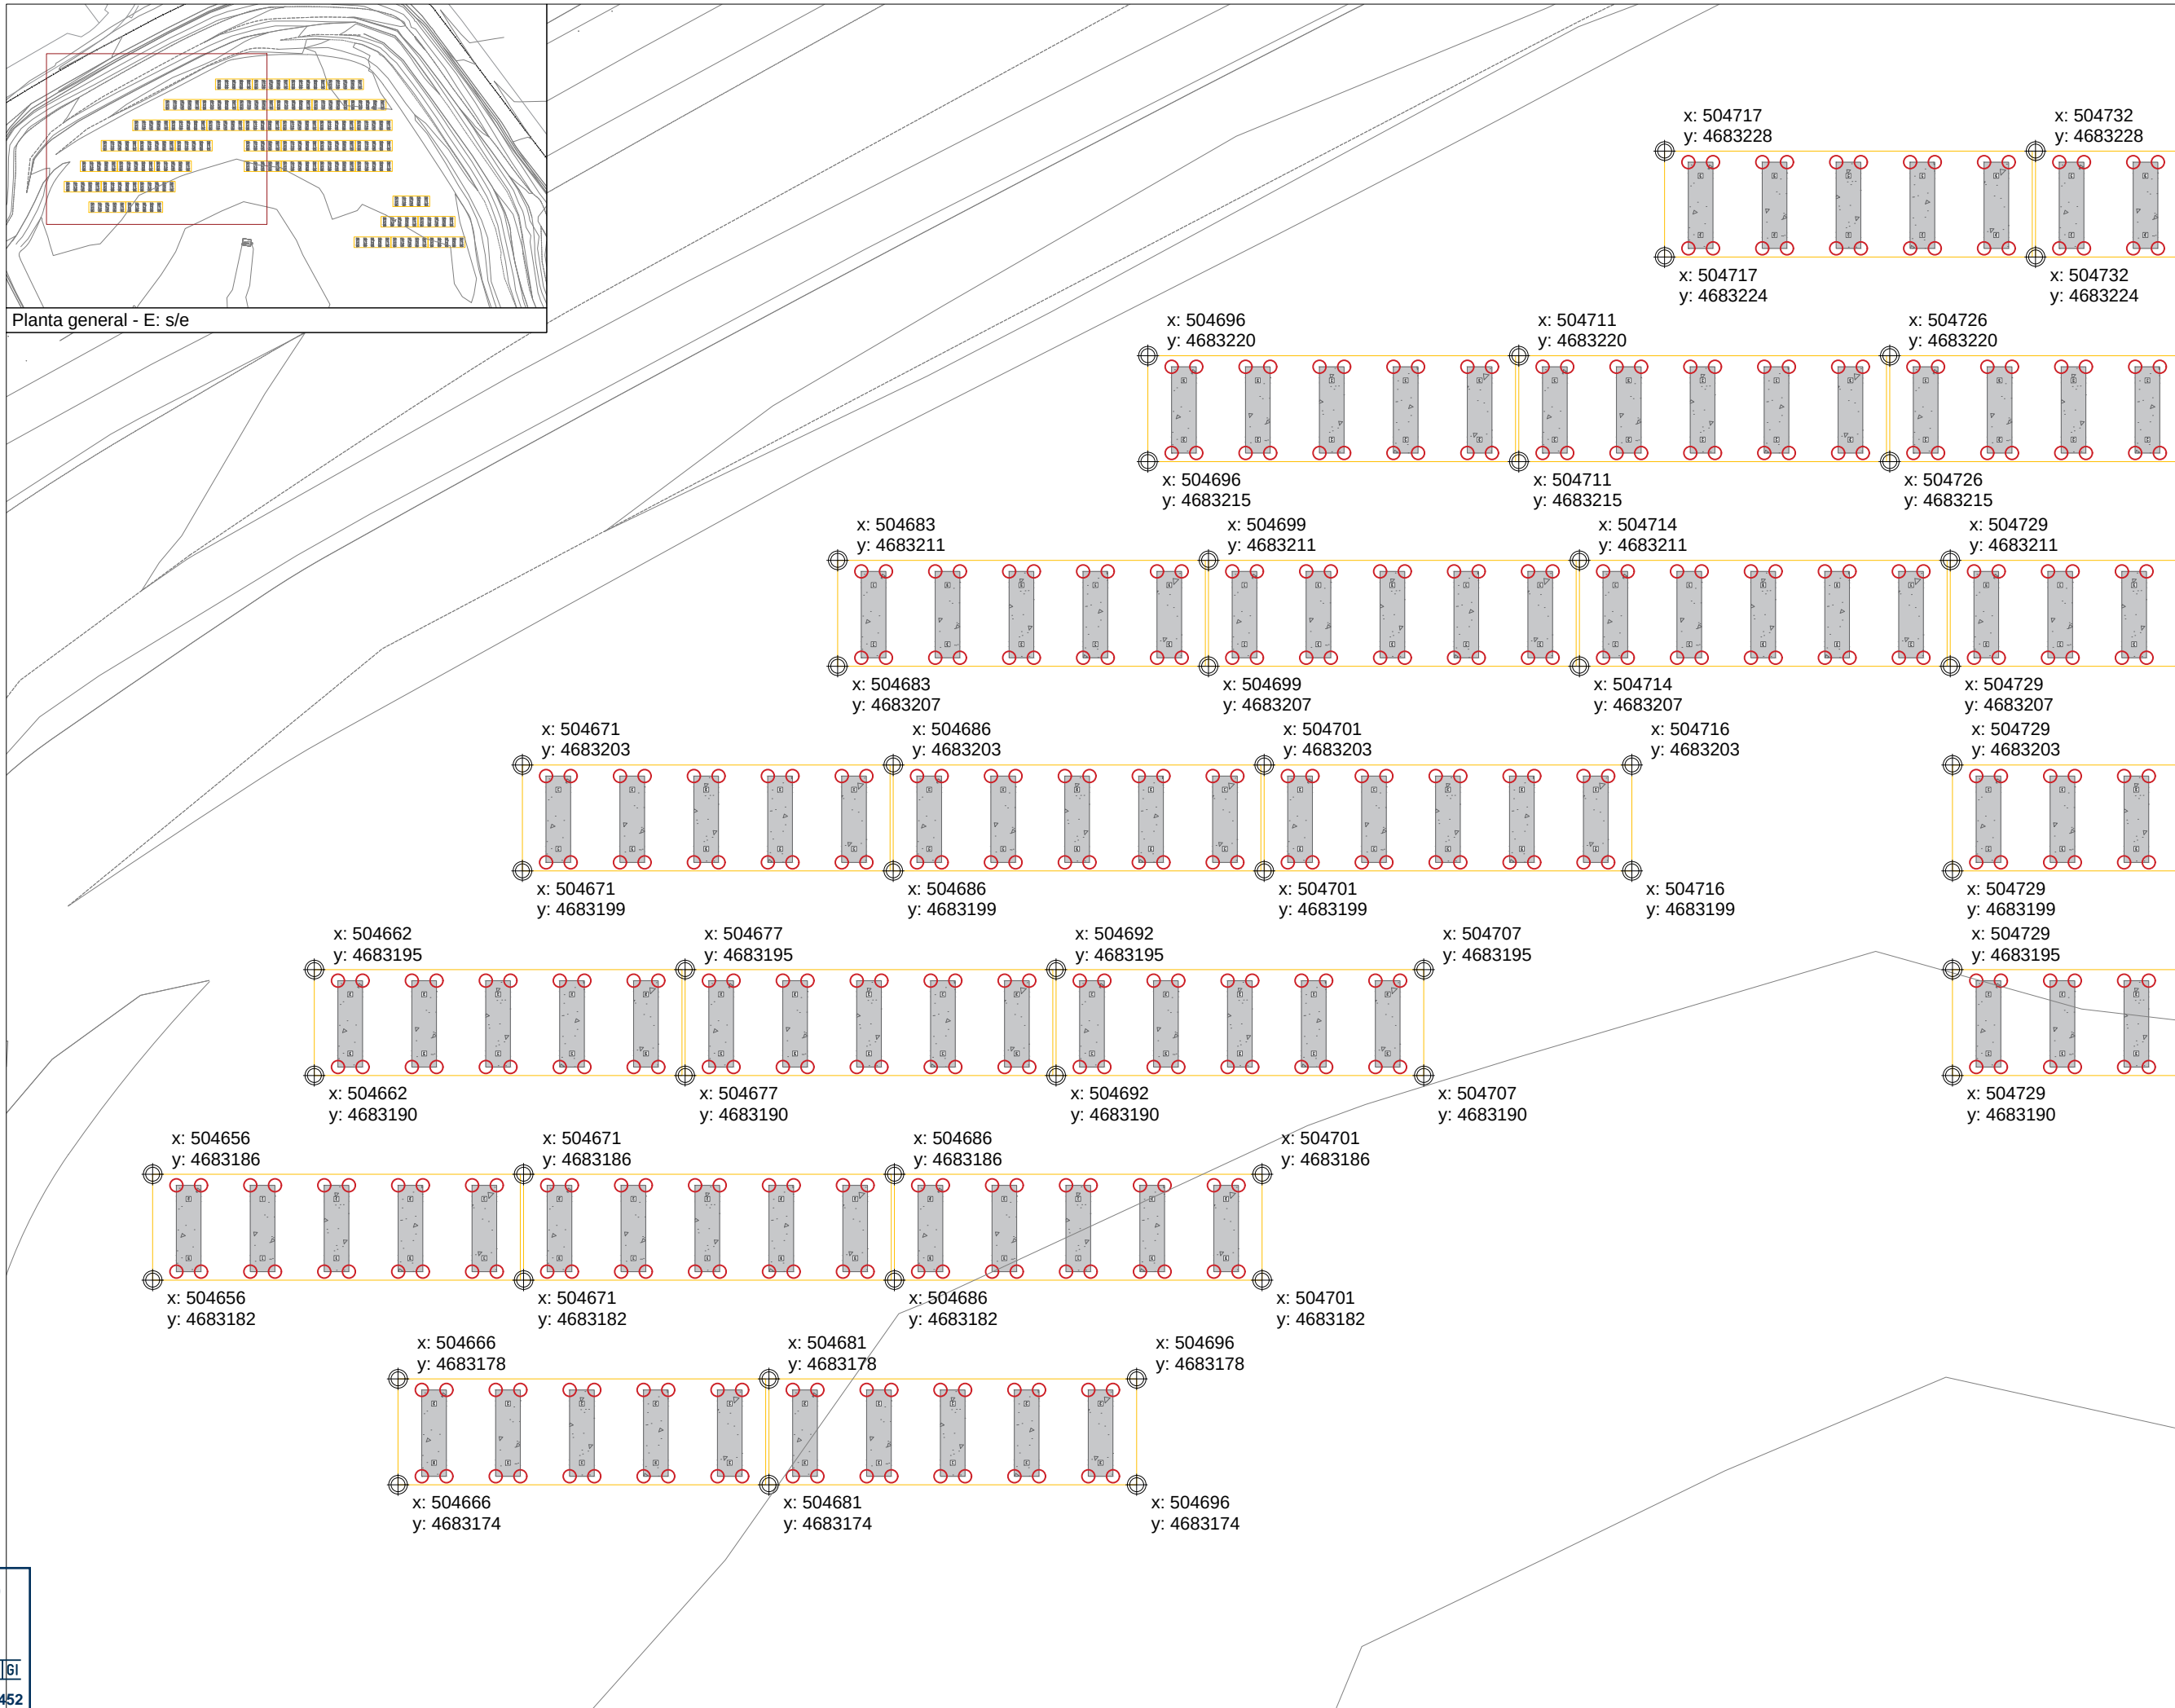 Planta general - E: s/e
x: 504717
y: 4683228
x: 504732
y: 4683228
x: 504717
y: 4683224
x: 504732
y: 4683224
x: 504696
y: 4683220
x: 504711
y: 4683220
x: 504726
y: 4683220
x: 504696
y: 4683215
x: 504711
y: 4683215
x: 504726
y: 4683215
x: 504683
y: 4683211
x: 504699
y: 4683211
x: 504714
y: 4683211
x: 504729
y: 4683211
x: 504683
y: 4683207
x: 504699
y: 4683207
x: 504714
y: 4683207
x: 504729
y: 4683207
x: 504671
y: 4683203
x: 504686
y: 4683203
x: 504701
y: 4683203
x: 504716
y: 4683203
x: 504729
y: 4683203
x: 504671
y: 4683199
x: 504686
y: 4683199
x: 504701
y: 4683199
x: 504716
y: 4683199
x: 504729
y: 4683199
x: 504662
y: 4683195
x: 504677
y: 4683195
x: 504692
y: 4683195
x: 504707
y: 4683195
x: 504729
y: 4683195
x: 504662
y: 4683190
x: 504677
y: 4683190
x: 504692
y: 4683190
x: 504707
y: 4683190
x: 504729
y: 4683190
x: 504656
y: 4683186
x: 504671
y: 4683186
x: 504686
y: 4683186
x: 504701
y: 4683186
x: 504656
y: 4683182
x: 504671
y: 4683182
x: 504686
y: 4683182
x: 504701
y: 4683182
x: 504666
y: 4683178
x: 504681
y: 4683178
x: 504696
y: 4683178
x: 504666
y: 4683174
x: 504681
y: 4683174
x: 504696
y: 4683174
GI
452